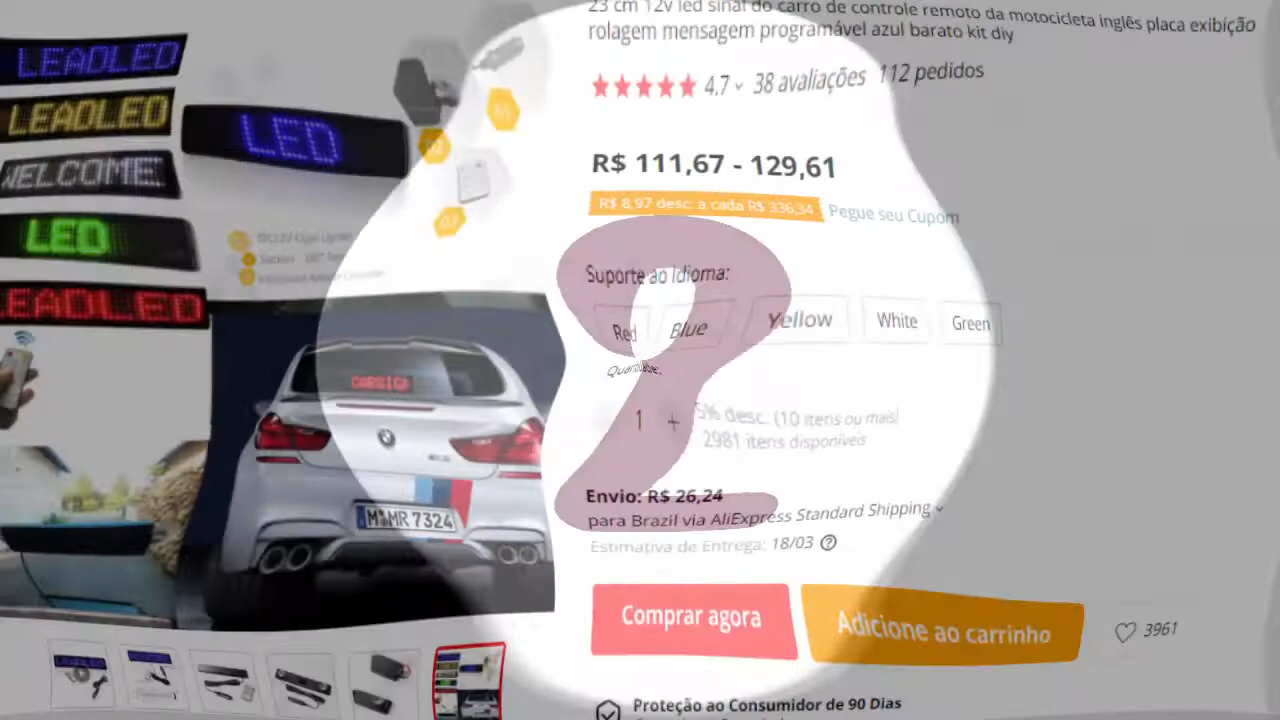 23 cm 12v led sinal do carro de controle remoto da motocicleta inglês placa exibição
rolagem mensagem programável azul barato kit diy
4,7 38 avaliações 112 pedidos
R$ 111,67 - 129,61
R$ 8,97 desc. a cada R$ 336,34 Pegue seu Cupom
Suporte ao Idioma:
Red Blue Yellow White Green
1 +
5% desc. (10 itens ou mais)
2981 itens disponíveis
Envio: R$ 26,24
para Brazil via AliExpress Standard Shipping
Estimativa de Entrega: 18/03
Comprar agora
Adicione ao carrinho
3961
Proteção ao Consumidor de 90 Dias
LEADLED
LEADLED
WELCOME
LED
LEADLED
LED
CARSIGN
M MR 7324